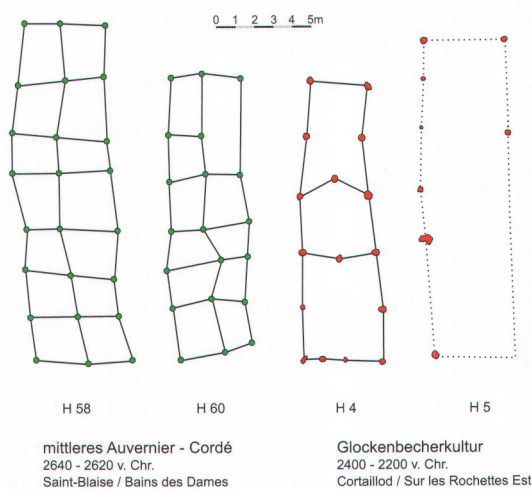 0 1 2 3 4 5m
H 58
H 60
H 4
H 5
mittleres Auvernier - Cordé
2640 - 2620 v. Chr.
Saint-Blaise / Bains des Dames
Glockenbecherkultur
2400 - 2200 v. Chr.
Cortaillod / Sur les Rochettes Est